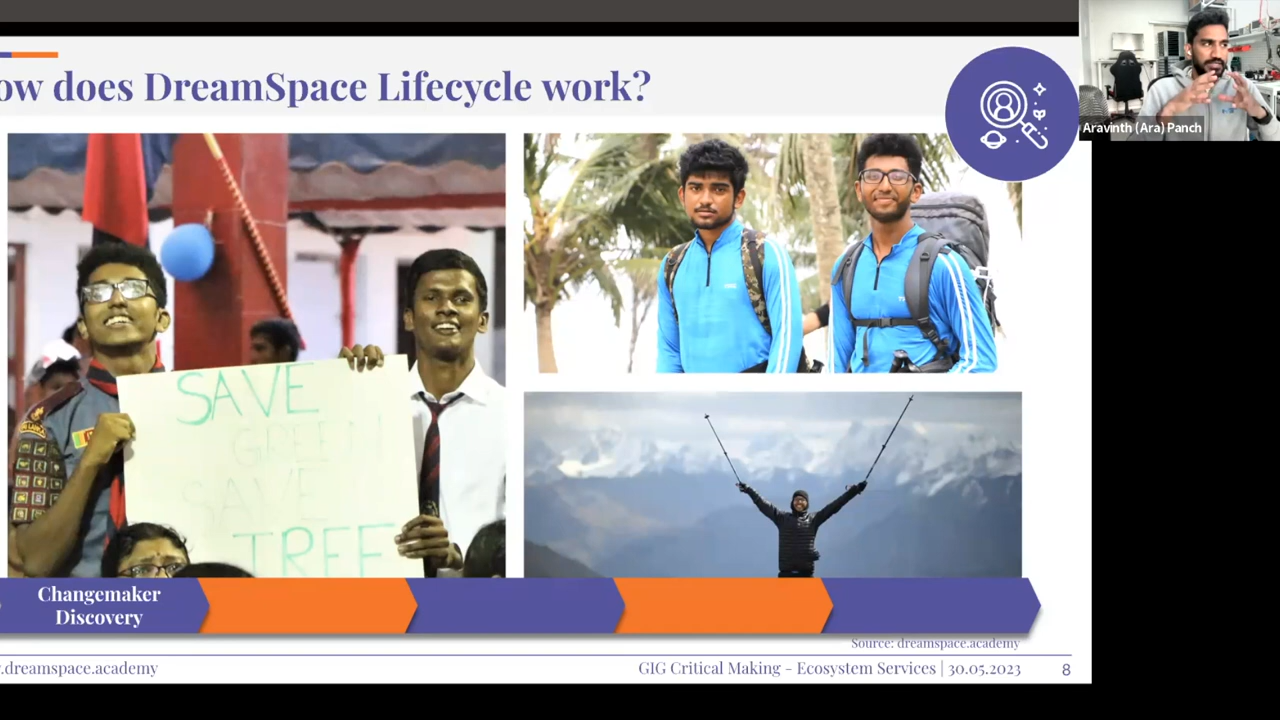 ow does DreamSpace Lifecycle work?
Aravinth (Ara) Panch
SAVE
GREEN
SAVE
TREE
Changemaker
Discovery
Source: dreamspace.academy
.dreamspace.academy
GIG Critical Making - Ecosystem Services | 30.05.2023
8